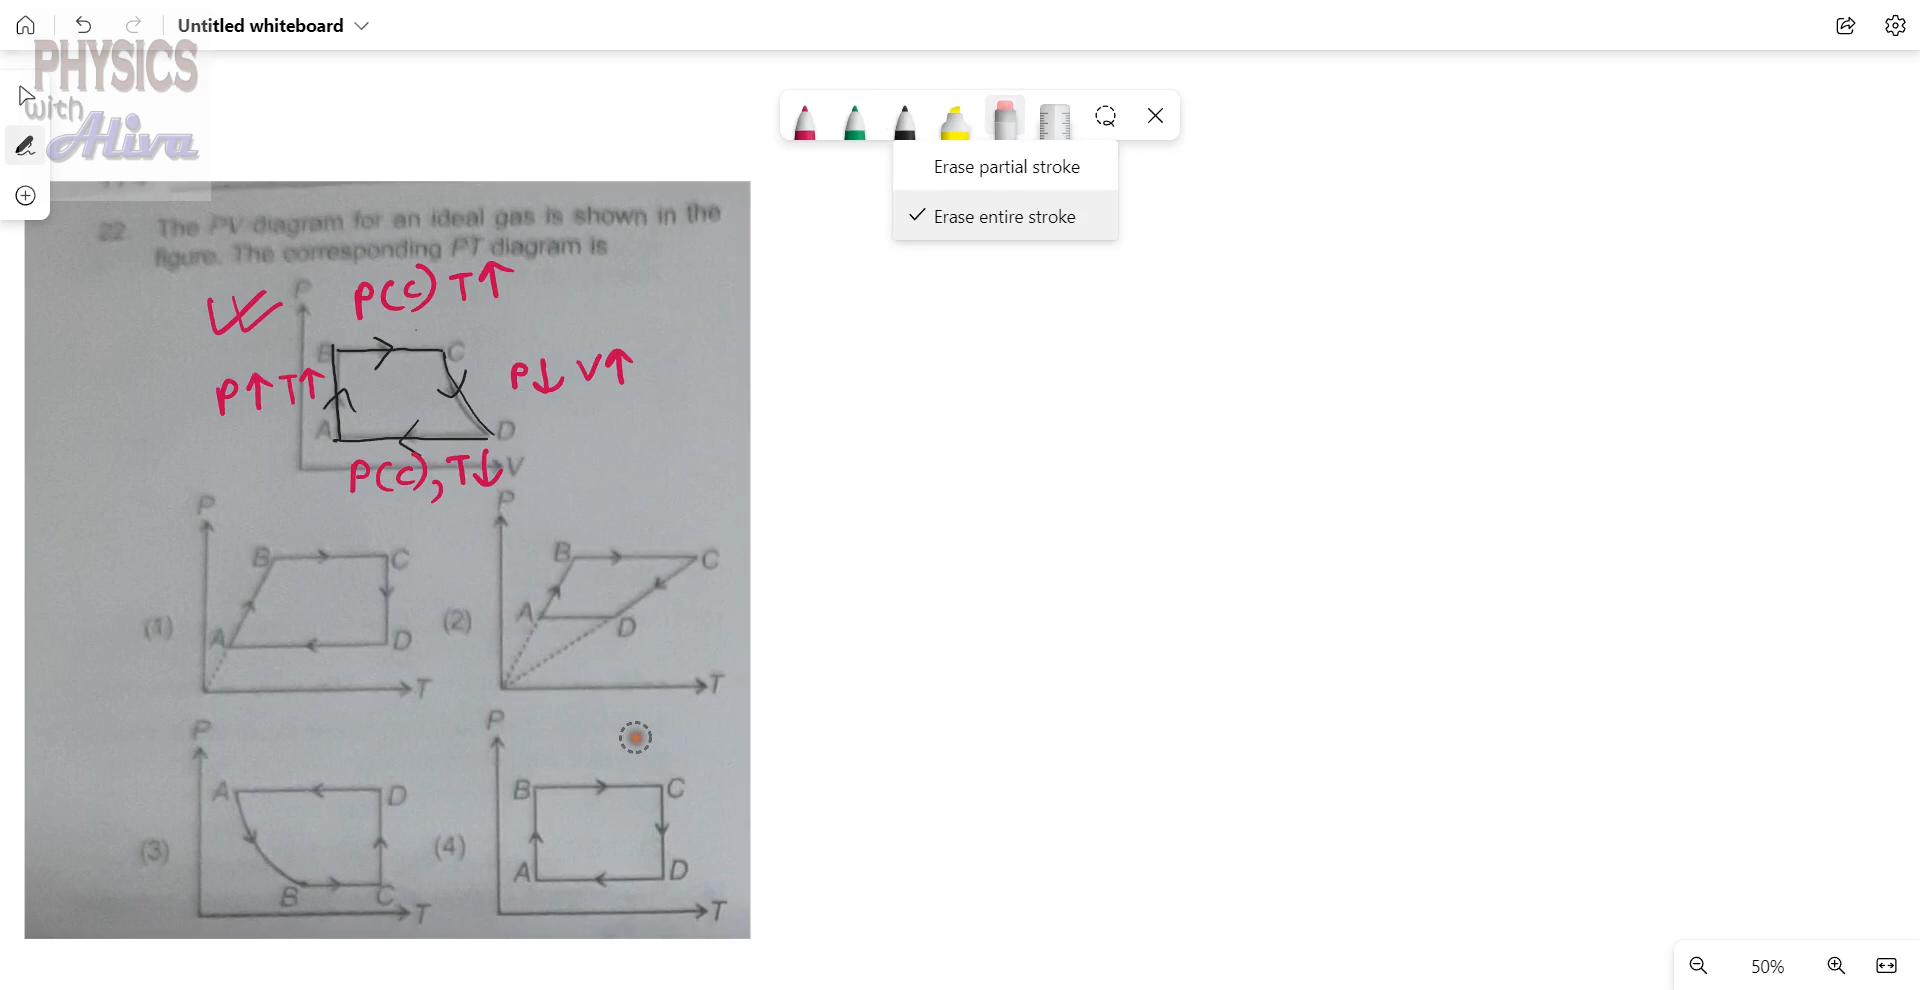 Untitled whiteboard
PHYSICS
with
Aliva
Erase partial stroke
Erase entire stroke
22 The PV diagram for an ideal gas is shown in the
figure. The corresponding PT diagram is
P
P(C) T↑
B
C
P↑ T↑
P↓ V↑
A
D
P(C), T↓
V
P
P
B
C
B
C
(1)
A
D
(2)
A
D
T
T
P
P
A
D
B
C
(3)
(4)
B
C
A
D
T
T
50%